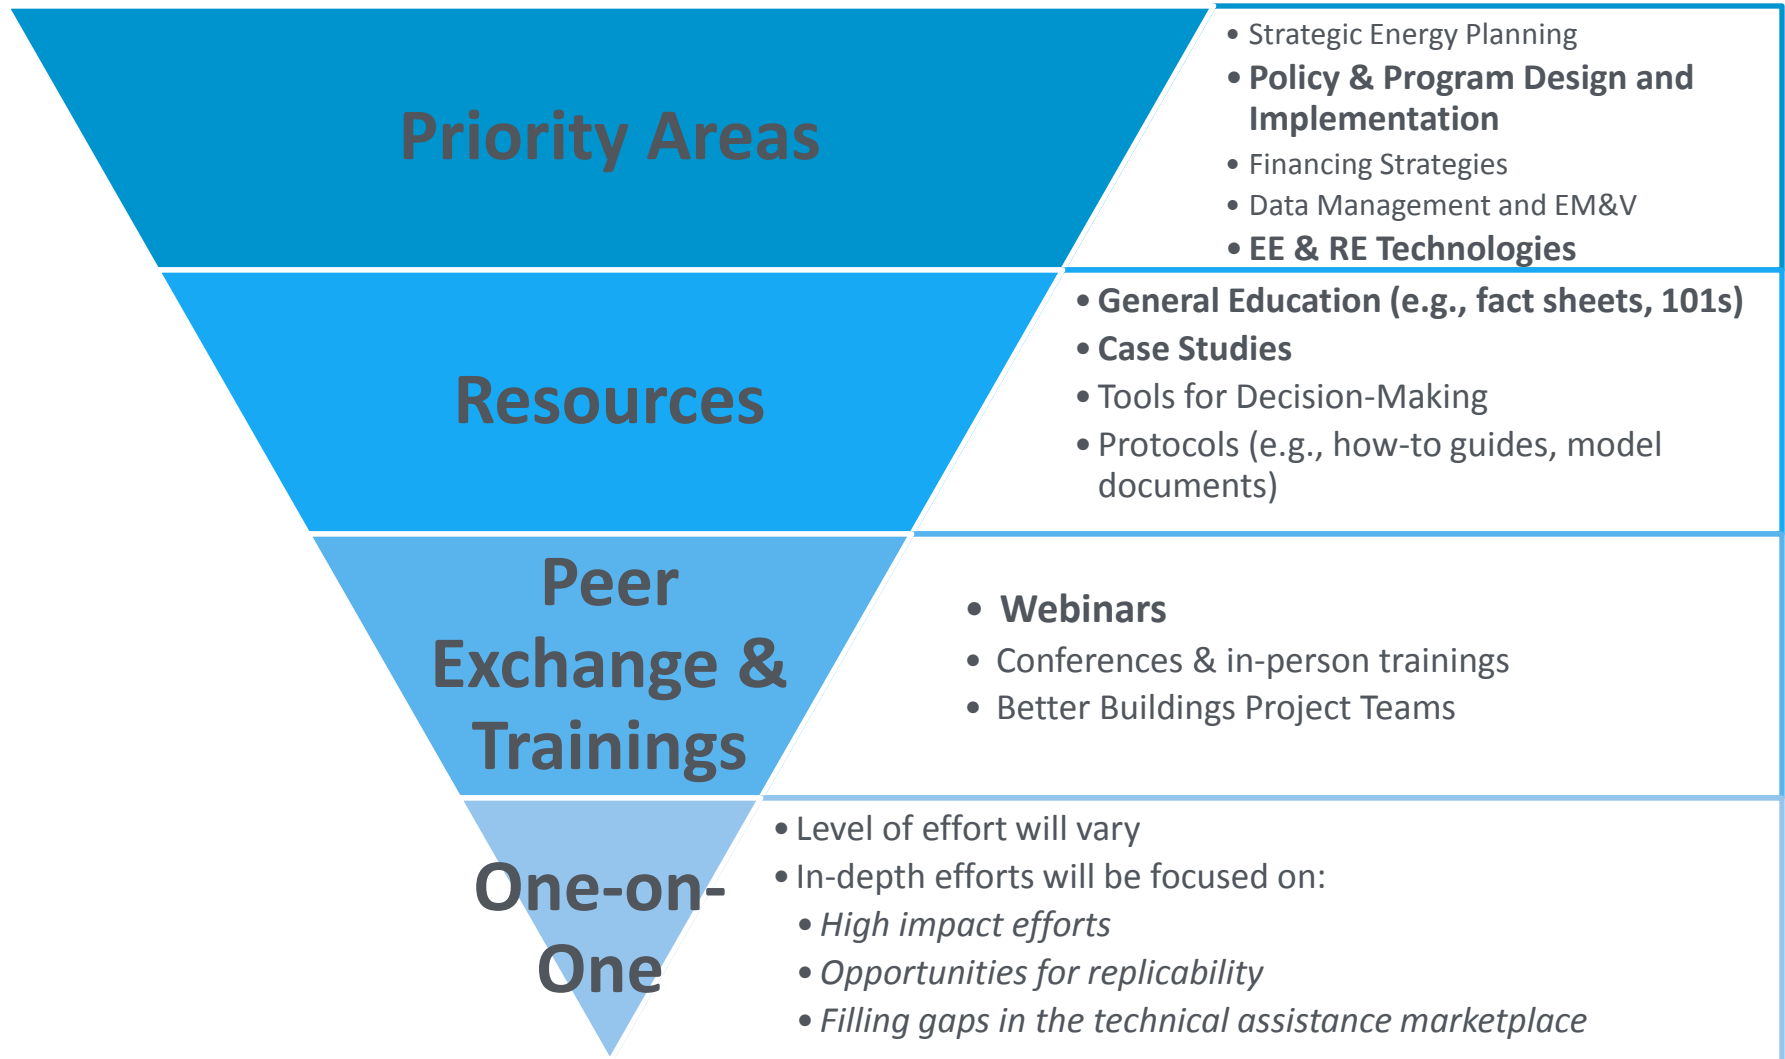 Priority Areas
• Strategic Energy Planning
• Policy & Program Design and
Implementation
• Financing Strategies
• Data Management and EM&V
• EE & RE Technologies
Resources
• General Education (e.g., fact sheets, 101s)
• Case Studies
• Tools for Decision-Making
• Protocols (e.g., how-to guides, model
documents)
Peer
Exchange &
Trainings
• Webinars
• Conferences & in-person trainings
• Better Buildings Project Teams
One-on-
One
• Level of effort will vary
• In-depth efforts will be focused on:
• High impact efforts
• Opportunities for replicability
• Filling gaps in the technical assistance marketplace